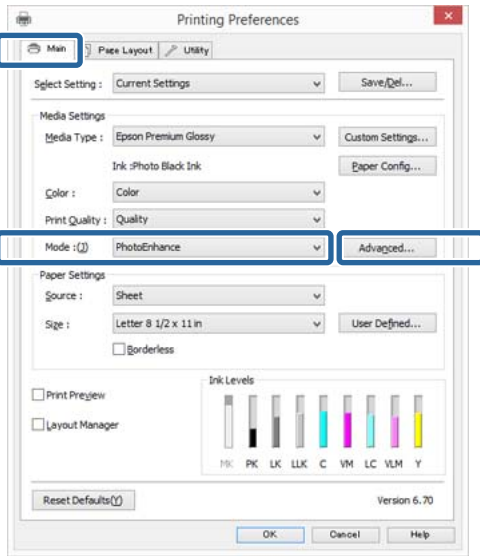 Printing Preferences
Main Page Layout Utility
Select Setting : Current Settings Save/Del...
Media Settings
Media Type : Epson Premium Glossy Custom Settings...
Ink :Photo Black Ink Paper Config...
Color : Color
Print Quality : Quality
Mode :(J) PhotoEnhance Advanced...
Paper Settings
Source : Sheet
Size : Letter 8 1/2 x 11 in User Defined...
Borderless
Print Preview
Layout Manager
Ink Levels
MK PK LK LLK C VM LC VLM Y
Reset Defaults(Y) Version 6.70
OK Cancel Help